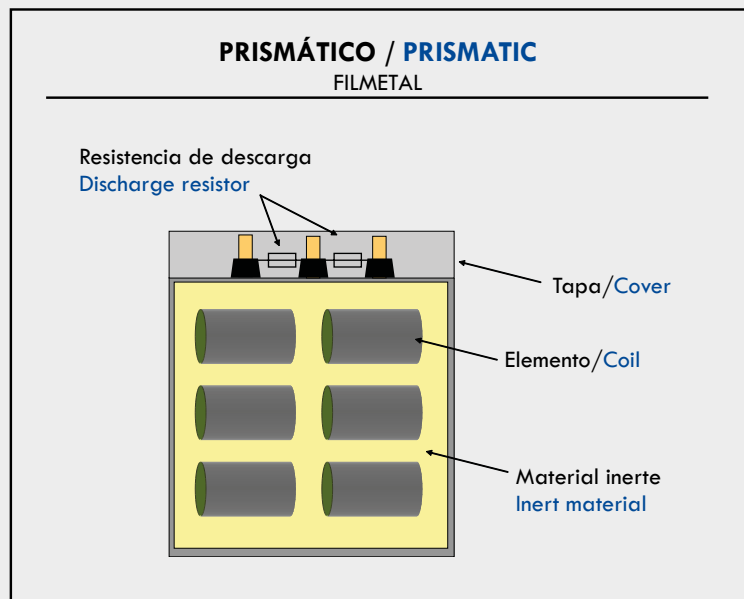 PRISMÁTICO / PRISMATIC
FILMETAL
Resistencia de descarga
Discharge resistor
Tapa/Cover
Elemento/Coil
Material inerte
Inert material